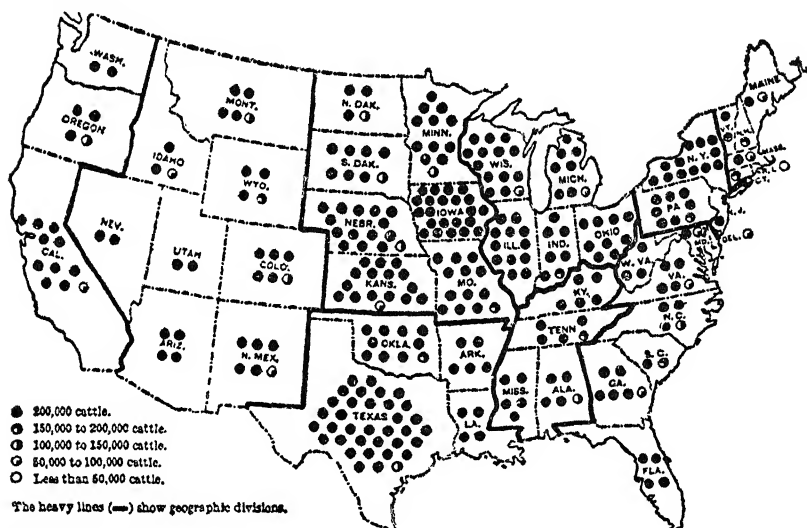 WASH.
OREGON
IDAHO
MONT.
WYO.
N. DAK.
S. DAK.
NEBR.
KANS.
MINN.
IOWA
MO.
WIS.
MICH.
ILL.
IND.
OHIO
N.Y.
PA.
MAINE
VT.
N.H.
MASS.
CT.
N.J.
DEL.
W. VA.
VA.
KY.
N.C.
TENN.
S.C.
GA.
ALA.
MISS.
LA.
ARK.
OKLA.
TEXAS
N. MEX.
ARIZ.
COLO.
UTAH
NEV.
CAL.
FLA.
200,000 cattle.
150,000 to 200,000 cattle.
100,000 to 150,000 cattle.
50,000 to 100,000 cattle.
Less than 50,000 cattle.
The heavy lines (▬) show geographic divisions.